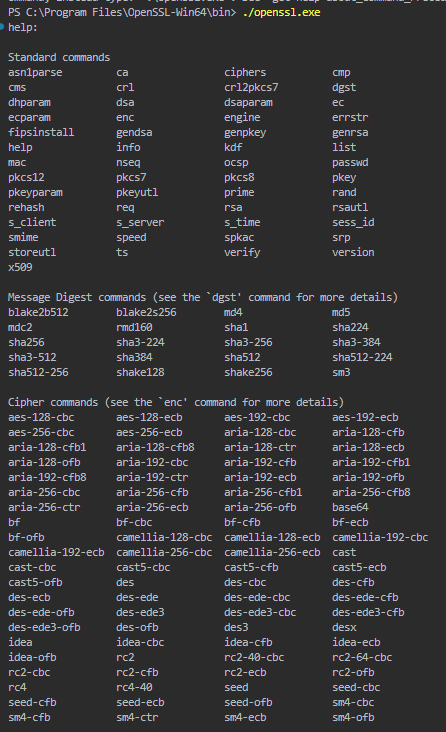 PS C:\Program Files\OpenSSL-Win64\bin> ./openssl.exe
help:
Standard commands
asn1parse ca ciphers cmp
cms crl crl2pkcs7 dgst
dhparam dsa dsaparam ec
ecparam enc engine errstr
fipsinstall gendsa genpkey genrsa
help info kdf list
mac nseq ocsp passwd
pkcs12 pkcs7 pkcs8 pkey
pkeyparam pkeyutl prime rand
rehash req rsa rsautl
s_client s_server s_time sess_id
smime speed spkac srp
storeutl ts verify version
x509
Message Digest commands (see the `dgst' command for more details)
blake2b512 blake2s256 md4 md5
mdc2 rmd160 sha1 sha224
sha256 sha3-224 sha3-256 sha3-384
sha3-512 sha384 sha512 sha512-224
sha512-256 shake128 shake256 sm3
Cipher commands (see the `enc' command for more details)
aes-128-cbc aes-128-ecb aes-192-cbc aes-192-ecb
aes-256-cbc aes-256-ecb aria-128-cbc aria-128-cfb
aria-128-cfb1 aria-128-cfb8 aria-128-ctr aria-128-ecb
aria-128-ofb aria-192-cbc aria-192-cfb aria-192-cfb1
aria-192-cfb8 aria-192-ctr aria-192-ecb aria-192-ofb
aria-256-cbc aria-256-cfb aria-256-cfb1 aria-256-cfb8
aria-256-ctr aria-256-ecb aria-256-ofb base64
bf bf-cbc bf-cfb bf-ecb
bf-ofb camellia-128-cbc camellia-128-ecb camellia-192-cbc
camellia-192-ecb camellia-256-cbc camellia-256-ecb cast
cast-cbc cast5-cbc cast5-cfb cast5-ecb
cast5-ofb des des-cbc des-cfb
des-ecb des-ede des-ede-cbc des-ede-cfb
des-ede-ofb des-ede3 des-ede3-cbc des-ede3-cfb
des-ede3-ofb des-ofb des3 desx
idea idea-cbc idea-cfb idea-ecb
idea-ofb rc2 rc2-40-cbc rc2-64-cbc
rc2-cbc rc2-cfb rc2-ecb rc2-ofb
rc4 rc4-40 seed seed-cbc
seed-cfb seed-ecb seed-ofb sm4-cbc
sm4-cfb sm4-ctr sm4-ecb sm4-ofb